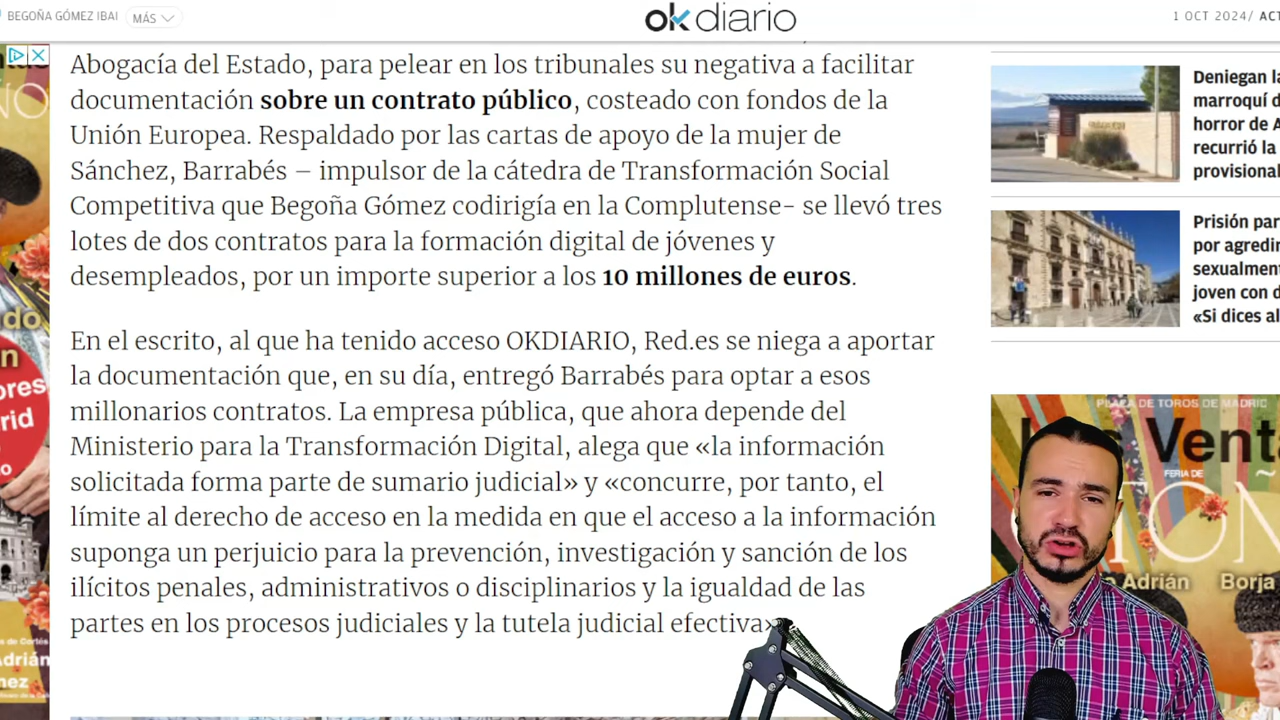 BEGOÑA GÓMEZ IBAI
MÁS
okdiario
1 OCT 2024/
Abogacía del Estado, para pelear en los tribunales su negativa a facilitar
documentación sobre un contrato público, costeado con fondos de la
Unión Europea. Respaldado por las cartas de apoyo de la mujer de
Sánchez, Barrabés – impulsor de la cátedra de Transformación Social
Competitiva que Begoña Gómez codirigía en la Complutense- se llevó tres
lotes de dos contratos para la formación digital de jóvenes y
desempleados, por un importe superior a los 10 millones de euros.
En el escrito, al que ha tenido acceso OKDIARIO, Red.es se niega a aportar
la documentación que, en su día, entregó Barrabés para optar a esos
millonarios contratos. La empresa pública, que ahora depende del
Ministerio para la Transformación Digital, alega que «la información
solicitada forma parte de sumario judicial» y «concurre, por tanto, el
límite al derecho de acceso en la medida en que el acceso a la información
suponga un perjuicio para la prevención, investigación y sanción de los
ilícitos penales, administrativos o disciplinarios y la igualdad de las
partes en los procesos judiciales y la tutela judicial efectiva»
Deniegan la
marroquí d
horror de A
recurrió la
provisional
Prisión par
por agredir
sexualment
joven con d
«Si dices al
PLAZA DE TOROS DE MADRID
Venta
FERIA DE
Adrián
Borja